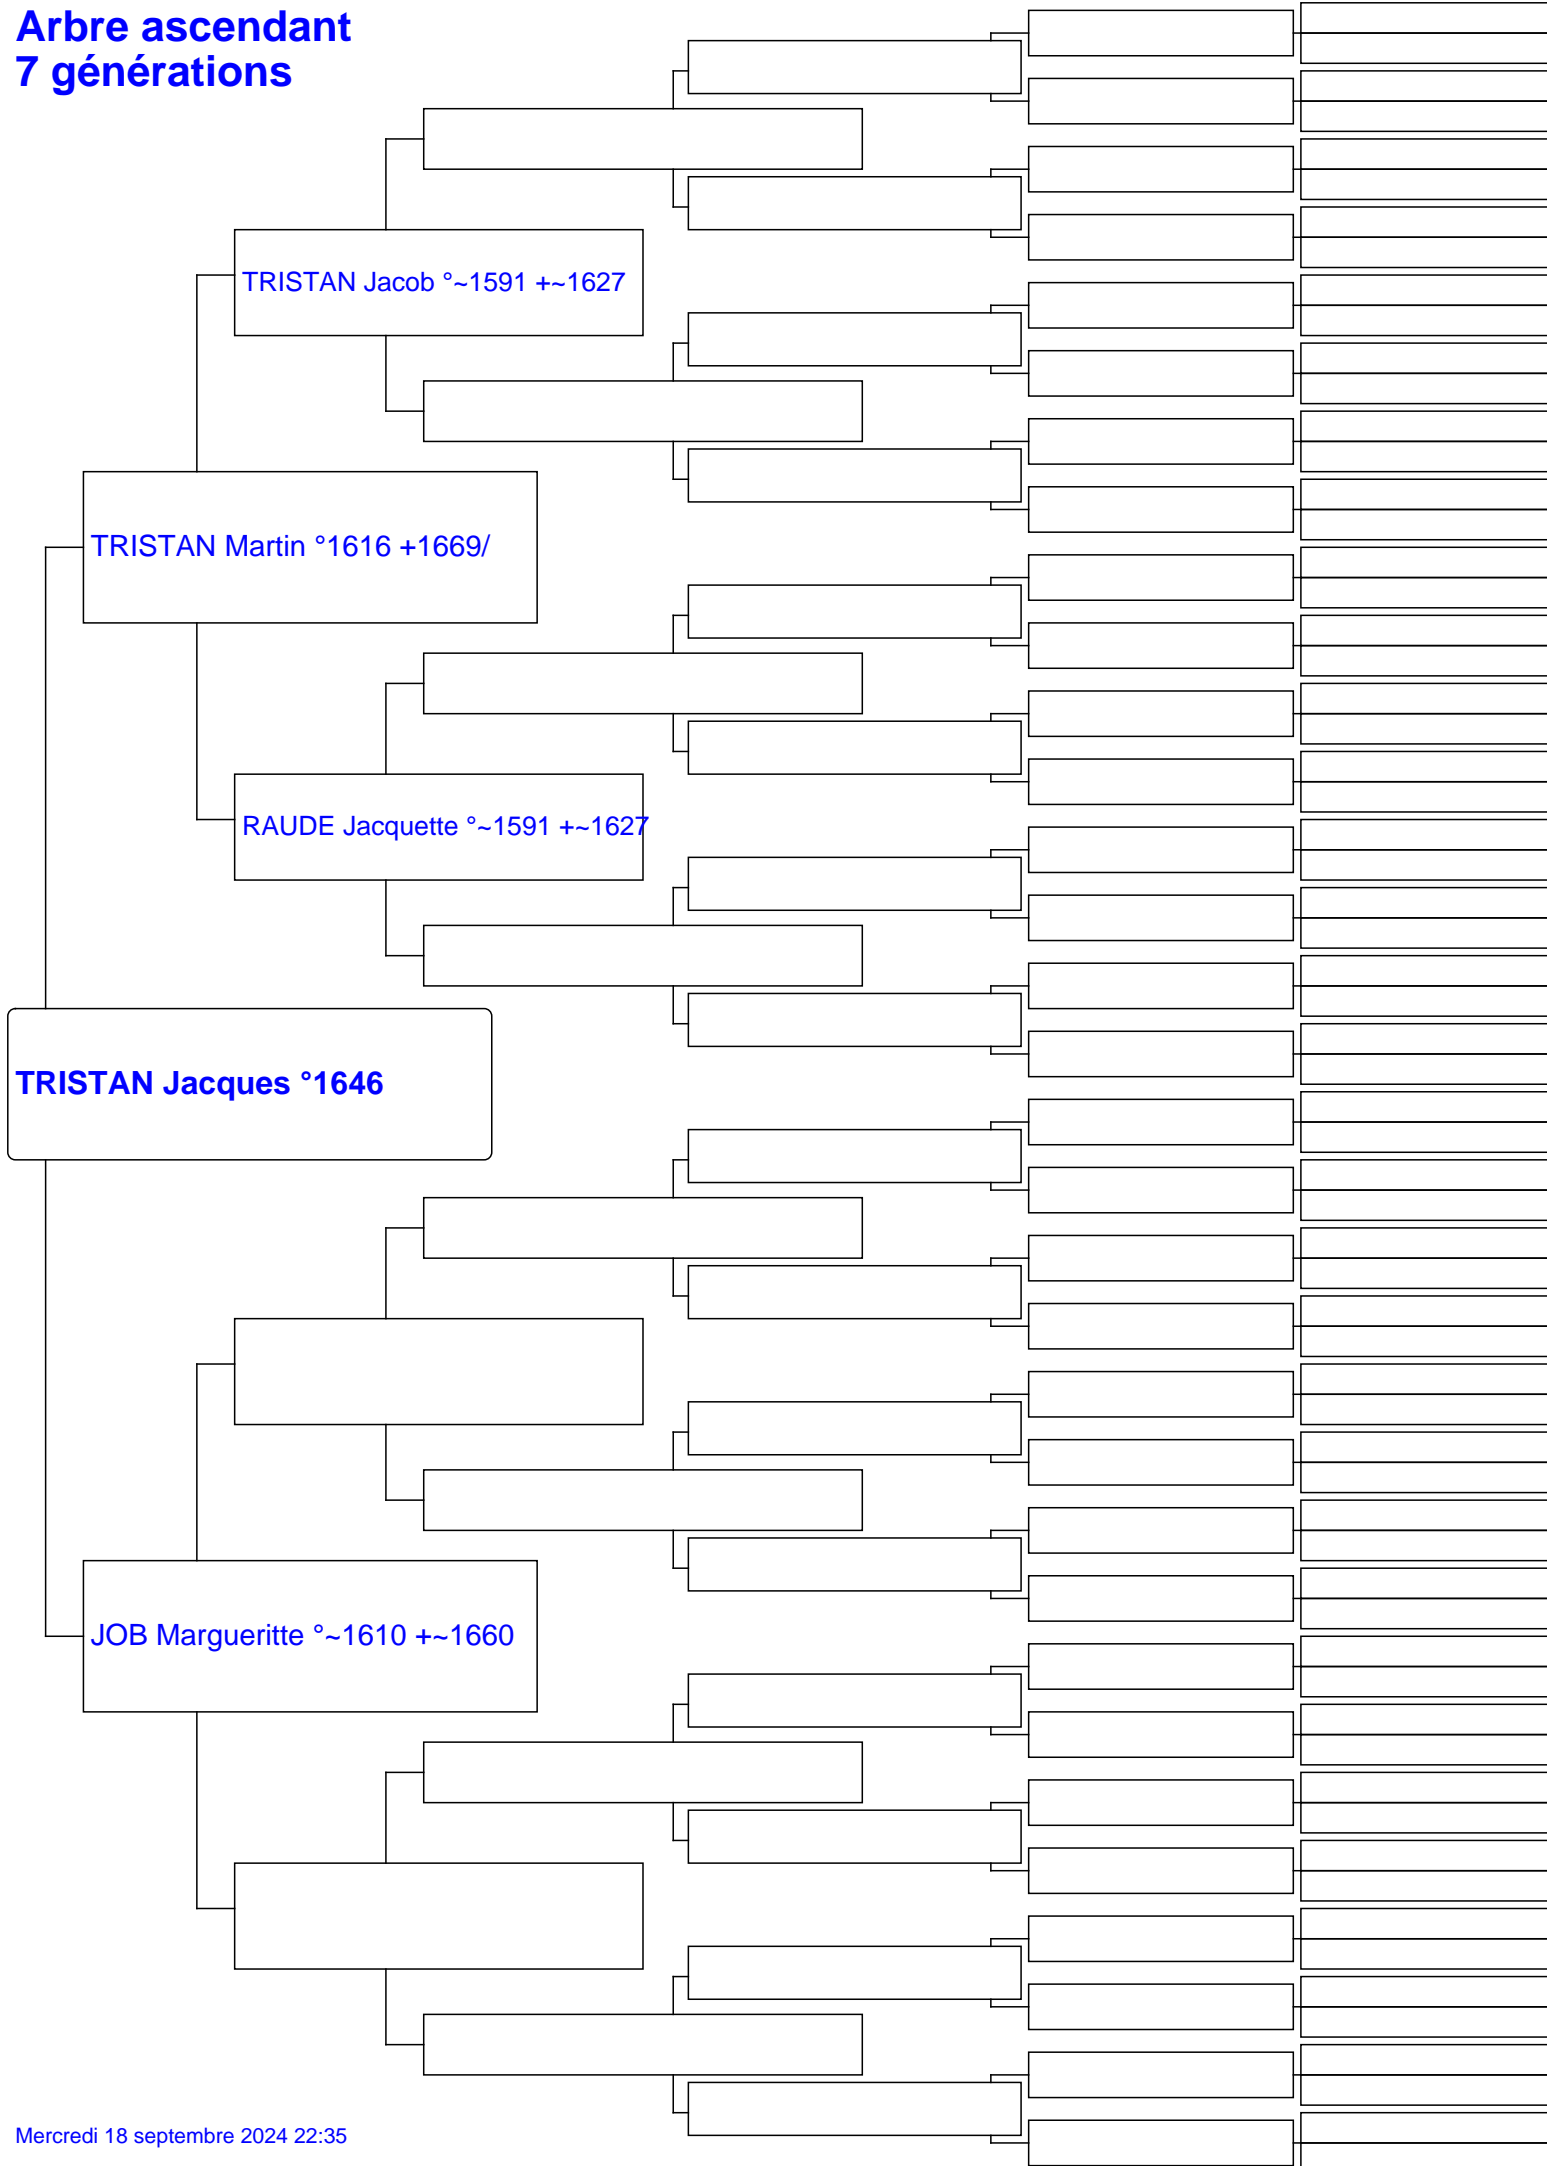 Arbre ascendant
7 générations
TRISTAN Jacob °~1591 +~1627
TRISTAN Martin °1616 +1669/
RAUDE Jacquette °~1591 +~1627
TRISTAN Jacques °1646
JOB Margueritte °~1610 +~1660
Mercredi 18 septembre 2024 22:35